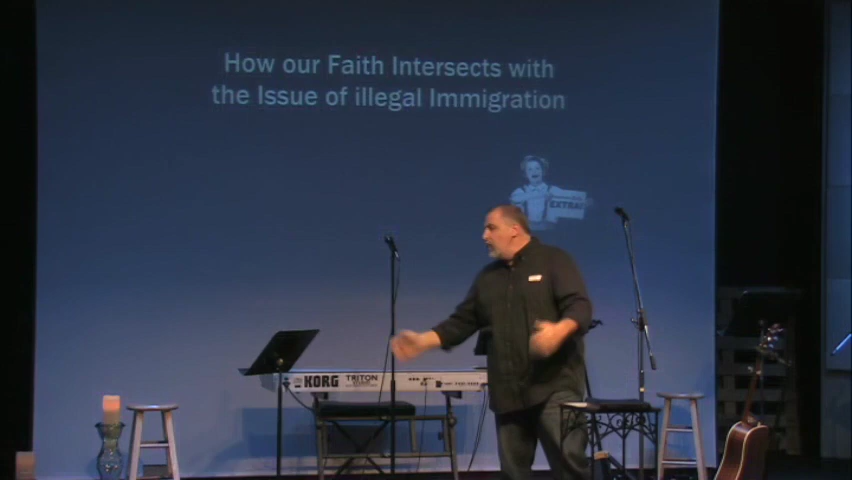 How our Faith Intersects with
the Issue of illegal Immigration
EXTRA
KORG
TRITON